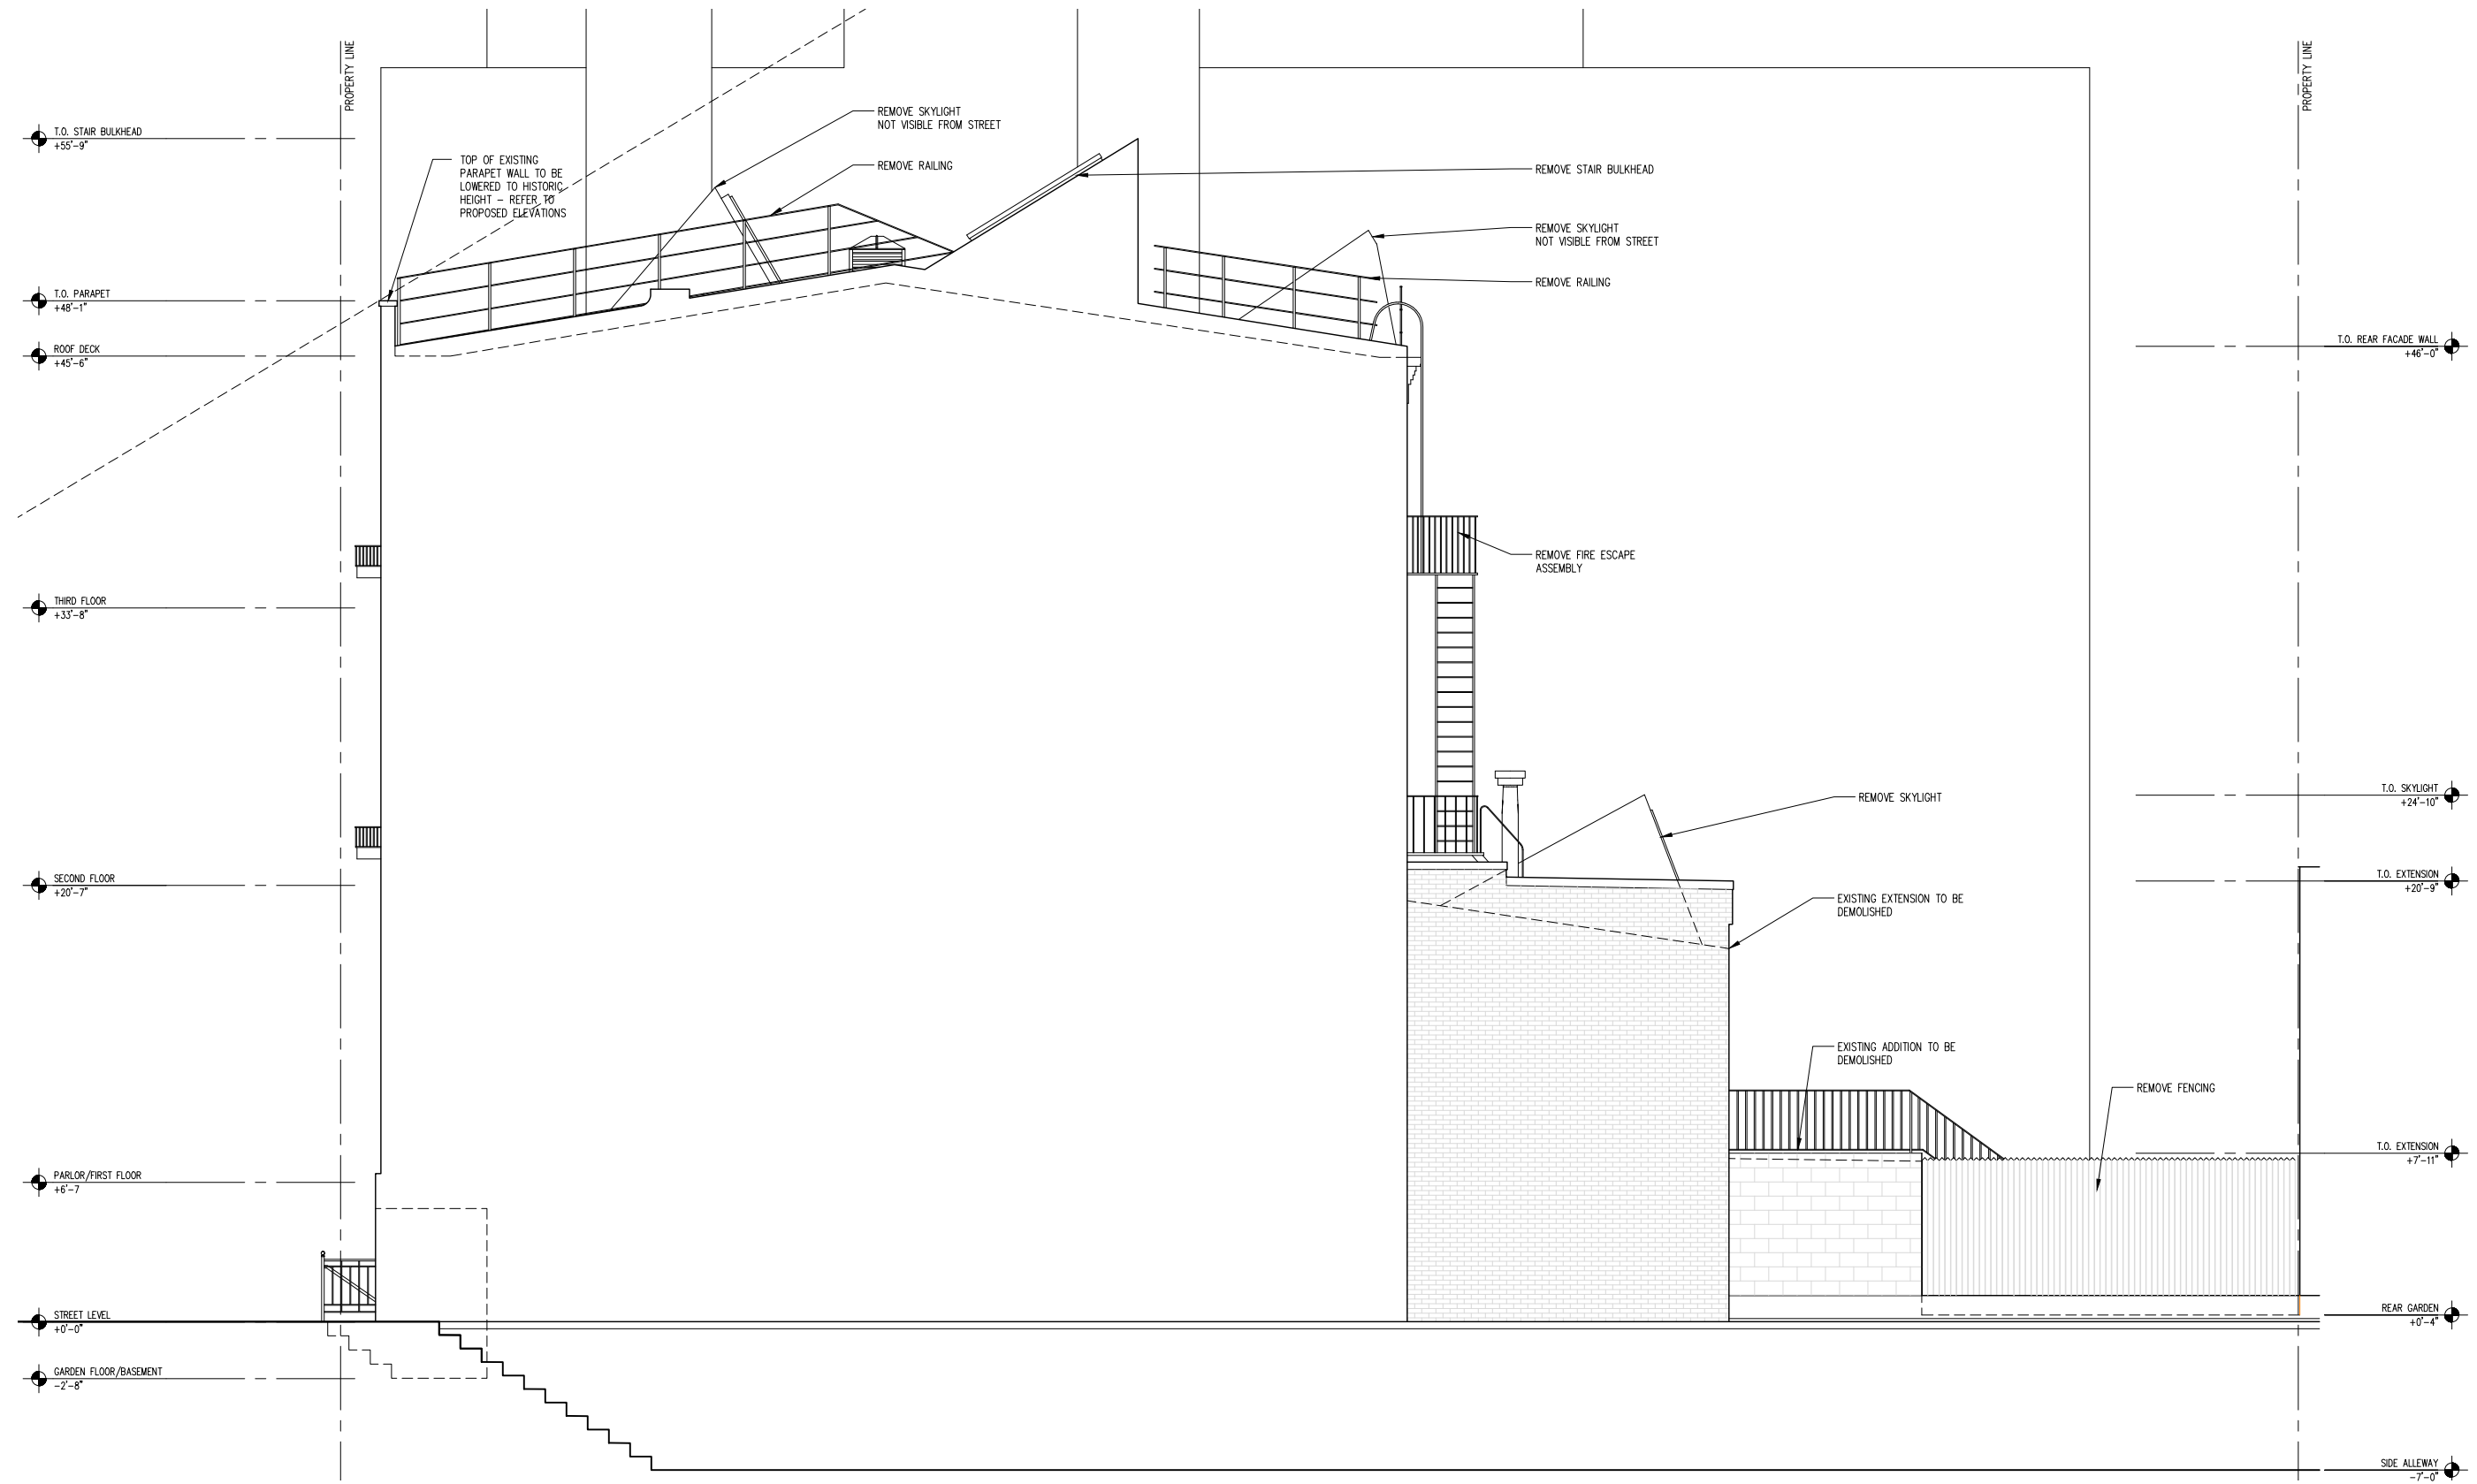 PROPERTY LINE
PROPERTY LINE
T.O. STAIR BULKHEAD
+55'-9"
TOP OF EXISTING
PARAPET WALL TO BE
LOWERED TO HISTORIC
HEIGHT - REFER TO
PROPOSED ELEVATIONS
REMOVE SKYLIGHT
NOT VISIBLE FROM STREET
REMOVE RAILING
REMOVE STAIR BULKHEAD
REMOVE SKYLIGHT
NOT VISIBLE FROM STREET
REMOVE RAILING
T.O. PARAPET
+48'-1"
ROOF DECK
+45'-6"
T.O. REAR FACADE WALL
+46'-0"
REMOVE FIRE ESCAPE
ASSEMBLY
THIRD FLOOR
+33'-8"
T.O. SKYLIGHT
+24'-10"
REMOVE SKYLIGHT
SECOND FLOOR
+20'-7"
T.O. EXTENSION
+20'-9"
EXISTING EXTENSION TO BE
DEMOLISHED
EXISTING ADDITION TO BE
DEMOLISHED
REMOVE FENCING
T.O. EXTENSION
+7'-11"
PARLOR/FIRST FLOOR
+6'-7
STREET LEVEL
+0'-0"
REAR GARDEN
+0'-4"
GARDEN FLOOR/BASEMENT
-2'-8"
SIDE ALLEWAY
-7'-0"